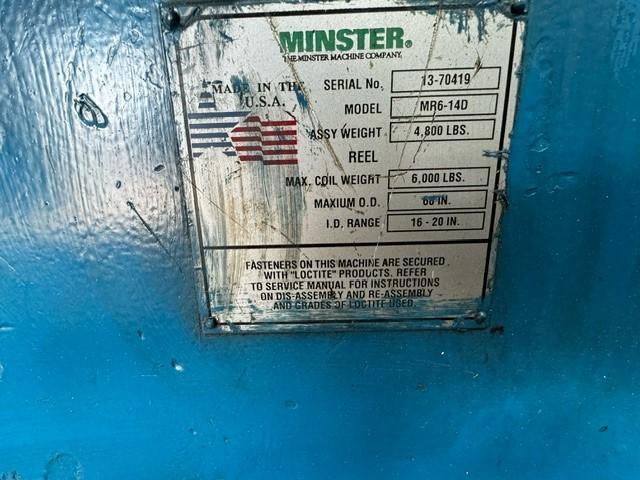 MINSTER®
THE MINSTER MACHINE COMPANY
MADE IN THE
U.S.A.
SERIAL No. 13-70419
MODEL MR6-14D
ASSY WEIGHT 4,800 LBS.
REEL
MAX. COIL WEIGHT 6,000 LBS.
MAXIUM O.D. 60 IN.
I.D. RANGE 16 - 20 IN.
FASTENERS ON THIS MACHINE ARE SECURED
WITH "LOCTITE" PRODUCTS. REFER
TO SERVICE MANUAL FOR INSTRUCTIONS
ON DIS-ASSEMBLY AND RE-ASSEMBLY
AND GRADES OF LOCTITE USED.